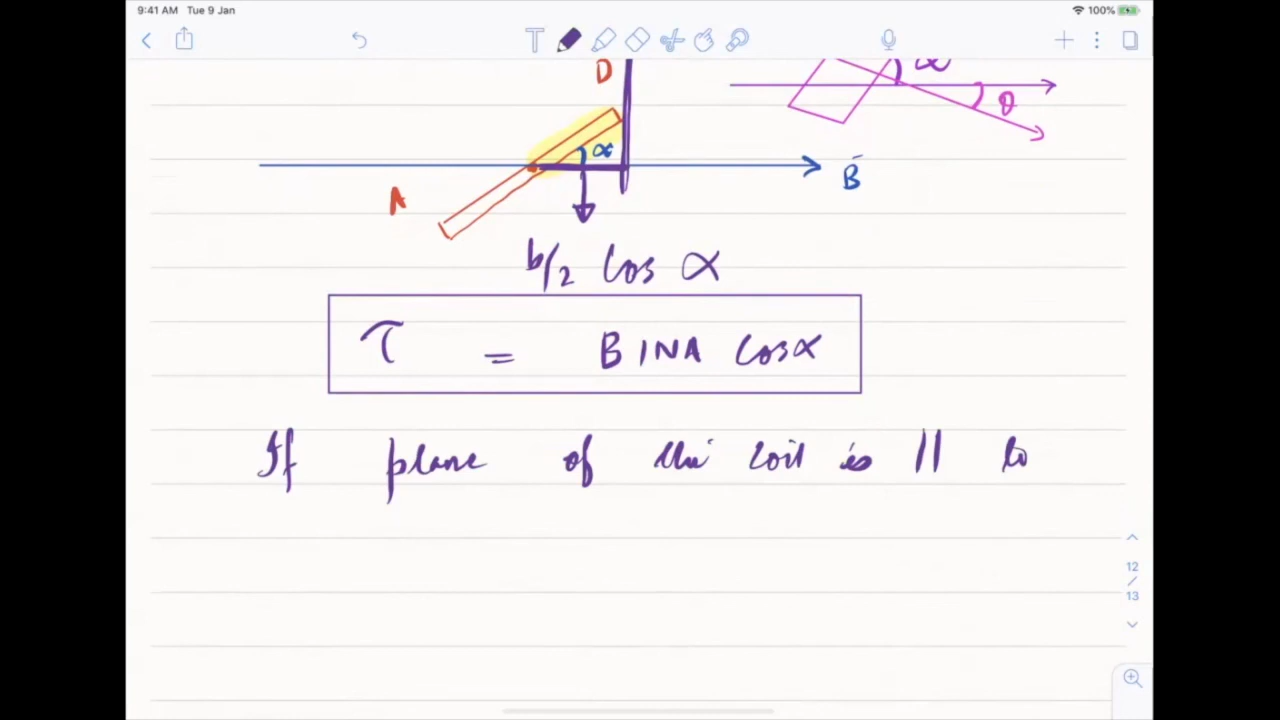 9:41 AM Tue 9 Jan
100%
D
α
θ
α
B
A
b/2 cos α
τ = BINA cosα
If plane of the coil is || to
12
/
13